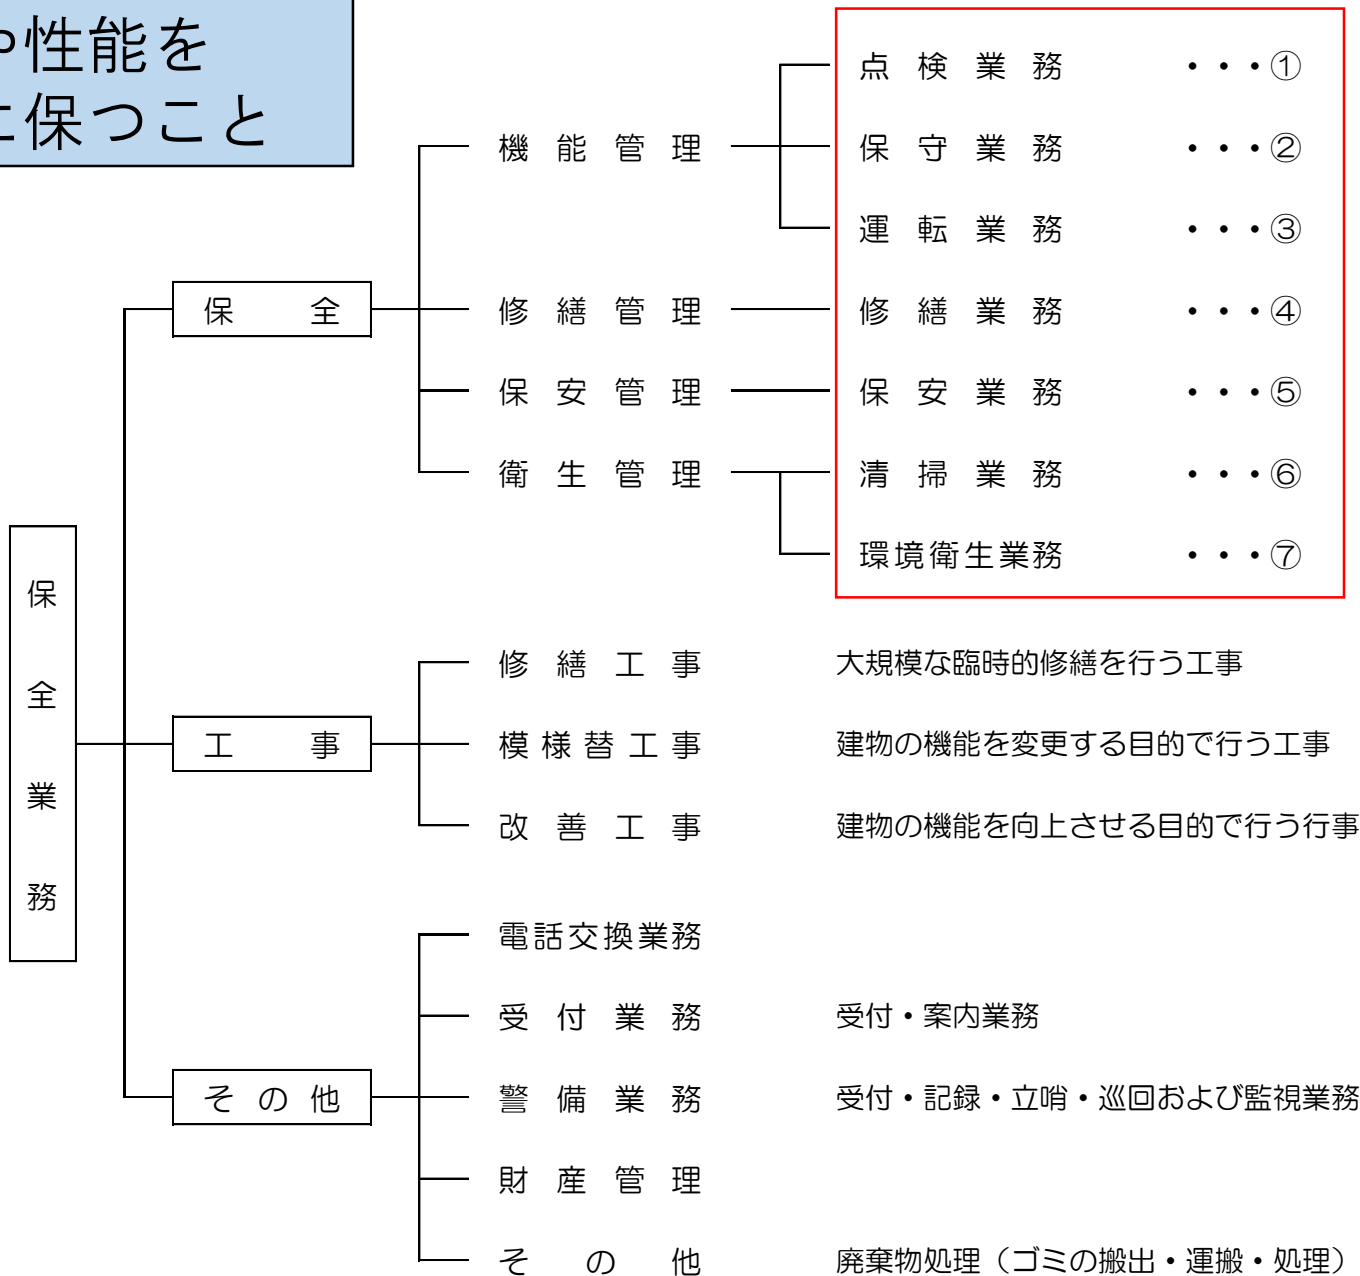 性能を
に保つこと
点検業務 ・・・①
機能管理 保守業務 ・・・②
運転業務 ・・・③
保全 修繕管理 修繕業務 ・・・④
保安管理 保安業務 ・・・⑤
衛生管理 清掃業務 ・・・⑥
環境衛生業務 ・・・⑦
保全業務
修繕工事 大規模な臨時的修繕を行う工事
工事 模様替工事 建物の機能を変更する目的で行う工事
改善工事 建物の機能を向上させる目的で行う行事
電話交換業務
受付業務 受付・案内業務
その他 警備業務 受付・記録・立哨・巡回および監視業務
財産管理
その他 廃棄物処理（ゴミの搬出・運搬・処理）